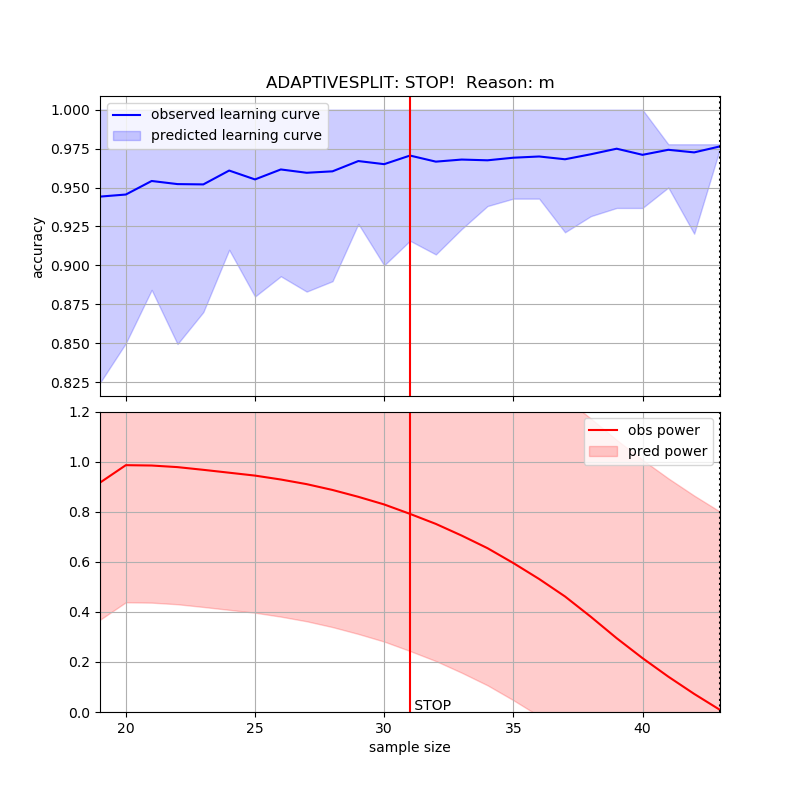 ADAPTIVESPLIT: STOP!  Reason: m
observed learning curve
predicted learning curve
1.000
0.975
0.950
0.925
0.900
0.875
0.850
0.825
accuracy
obs power
pred power
1.2
1.0
0.8
0.6
0.4
0.2
0.0
STOP
20 25 30 35 40
sample size